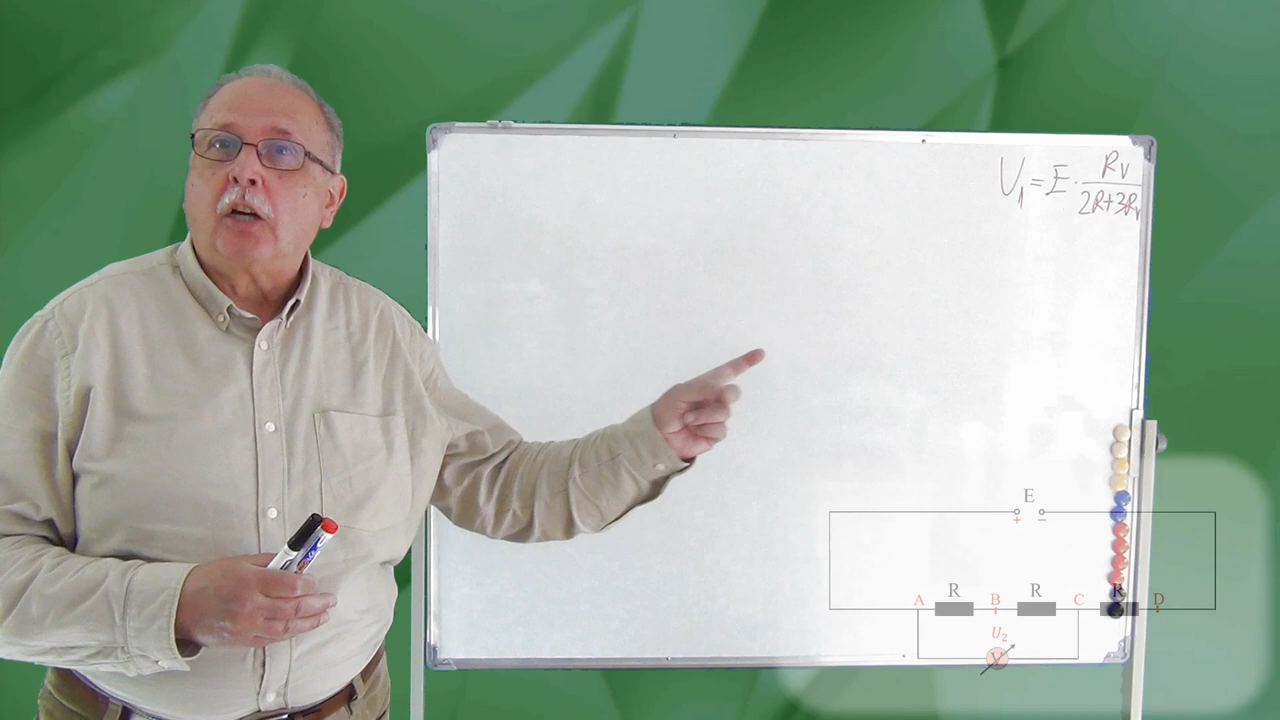 U₁ = E · Rv / (2R+3Rv)
E
+ −
R R R
A B C D
U₂
V